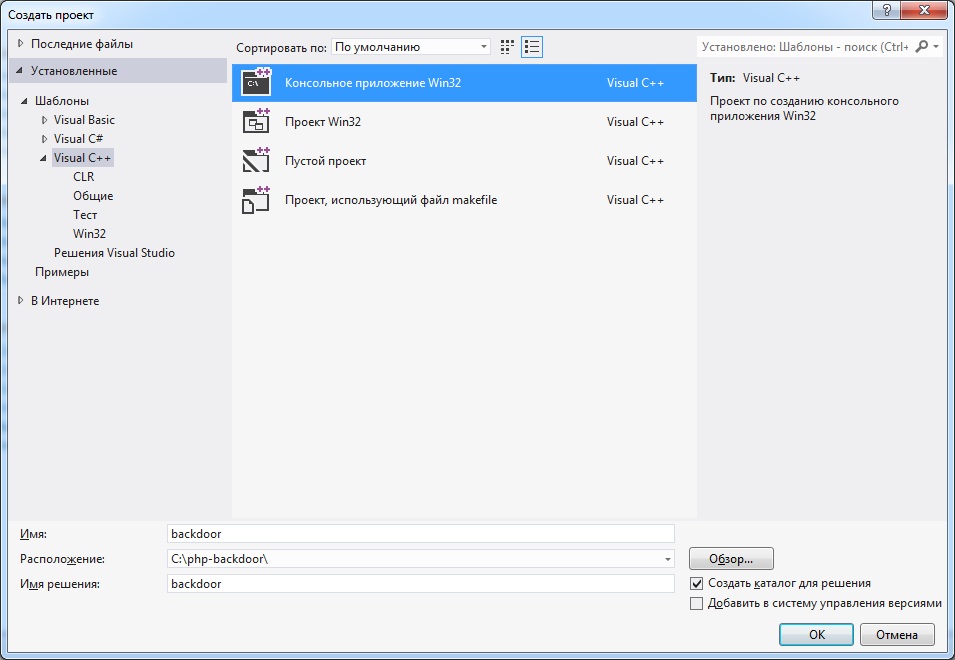 Создать проект
?
Последние файлы
Установленные
Шаблоны
Visual Basic
Visual C#
Visual C++
CLR
Общие
Тест
Win32
Решения Visual Studio
Примеры
В Интернете
Сортировать по: По умолчанию
Консольное приложение Win32 Visual C++
Проект Win32 Visual C++
Пустой проект Visual C++
Проект, использующий файл makefile Visual C++
Установлено: Шаблоны - поиск (Ctrl+
Тип: Visual C++
Проект по созданию консольного
приложения Win32
Имя: backdoor
Расположение: C:\php-backdoor\ Обзор...
Имя решения: backdoor
Создать каталог для решения
Добавить в систему управления версиями
OK Отмена